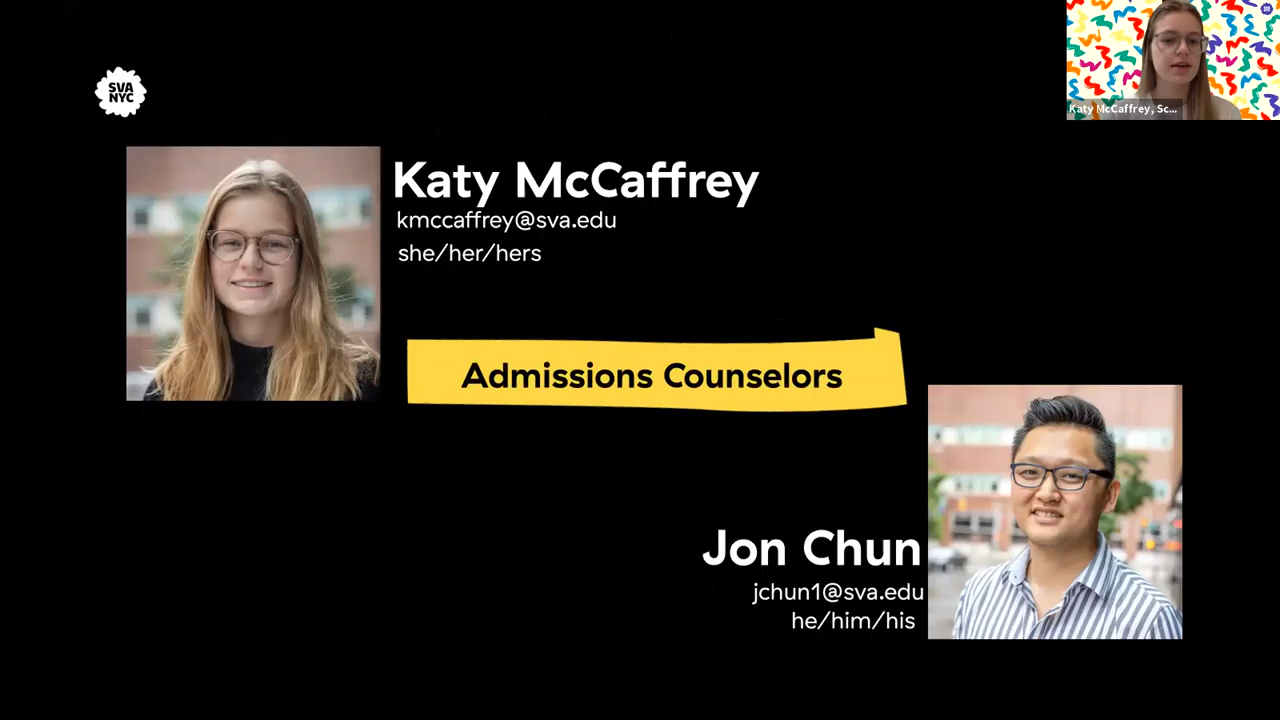 SVA
NYC
Katy McCaffrey, Sc...
Katy McCaffrey
kmccaffrey@sva.edu
she/her/hers
Admissions Counselors
Jon Chun
jchun1@sva.edu
he/him/his